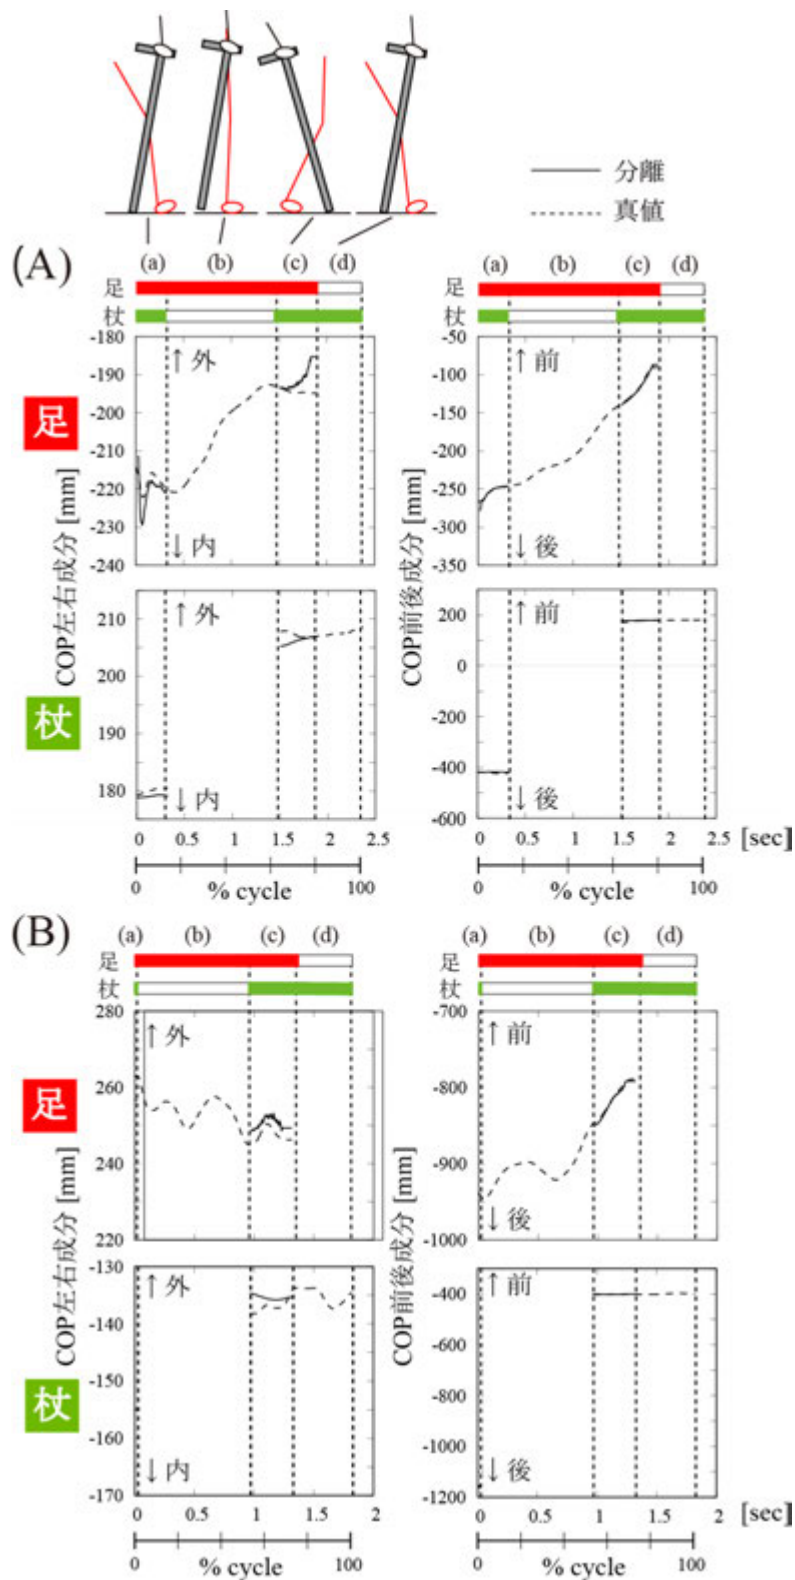 分離
真値
(A)
(a) (b) (c) (d)
足
杖
(a) (b) (c) (d)
足
COP左右成分 [mm]
-180
-190
-200
-210
-220
-230
-240
↑外
↓内
COP前後成分 [mm]
-50
-100
-150
-200
-250
-300
-350
↑前
↓後
杖
210
200
190
180
↑外
↓内
0 0.5 1 1.5 2 2.5
0 % cycle 100
200
0
-200
-400
-600
↑前
↓後
0 0.5 1 1.5 2 2.5 [sec]
0 % cycle 100
(B)
(a) (b) (c) (d)
足
杖
(a) (b) (c) (d)
足
杖
足
COP左右成分 [mm]
280
260
240
220
↑外
COP前後成分 [mm]
-700
-800
-900
-1000
↑前
↓後
杖
-130
-140
-150
-160
-170
↑外
↓内
0 0.5 1 1.5 2
0 % cycle 100
-400
-600
-800
-1000
-1200
↑前
↓後
0 0.5 1 1.5 2 [sec]
0 % cycle 100